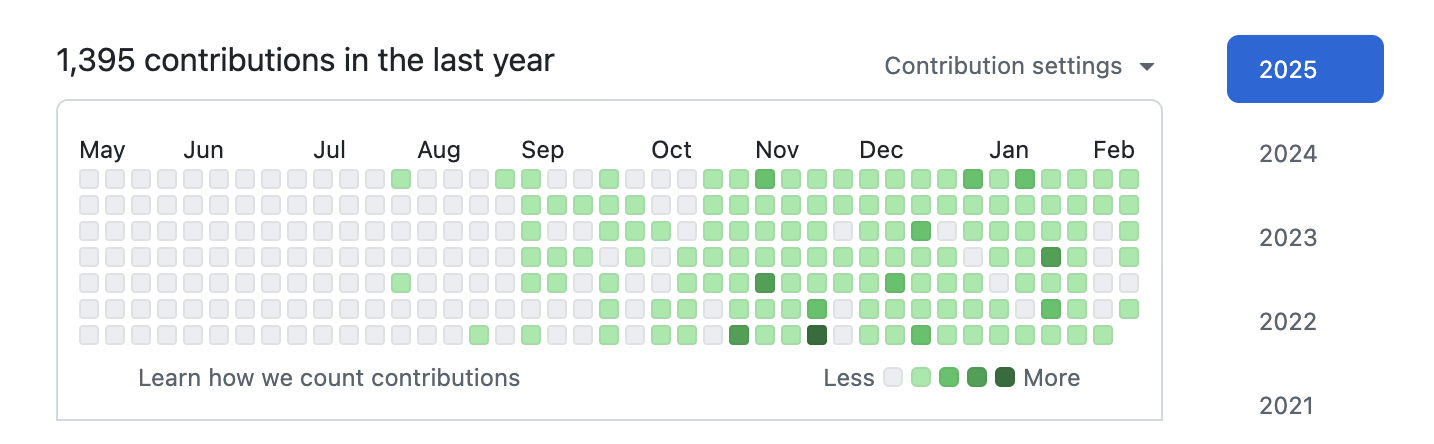 1,395 contributions in the last year
Contribution settings
May Jun Jul Aug Sep Oct Nov Dec Jan Feb
Learn how we count contributions
Less More
2025
2024
2023
2022
2021